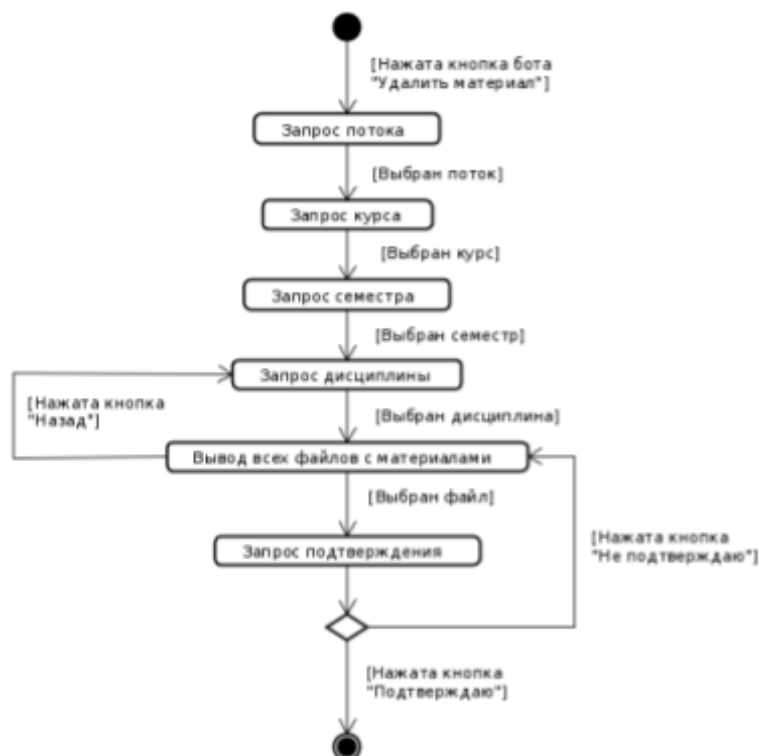 [Нажата кнопка бота
"Удалить материал"]
Запрос потока
[Выбран поток]
Запрос курса
[Выбран курс]
Запрос семестра
[Выбран семестр]
Запрос дисциплины
[Нажата кнопка
"Назад"]
[Выбран дисциплина]
Вывод всех файлов с материалами
[Выбран файл]
Запрос подтверждения
[Нажата кнопка
"Не подтверждаю"]
[Нажата кнопка
"Подтверждаю"]